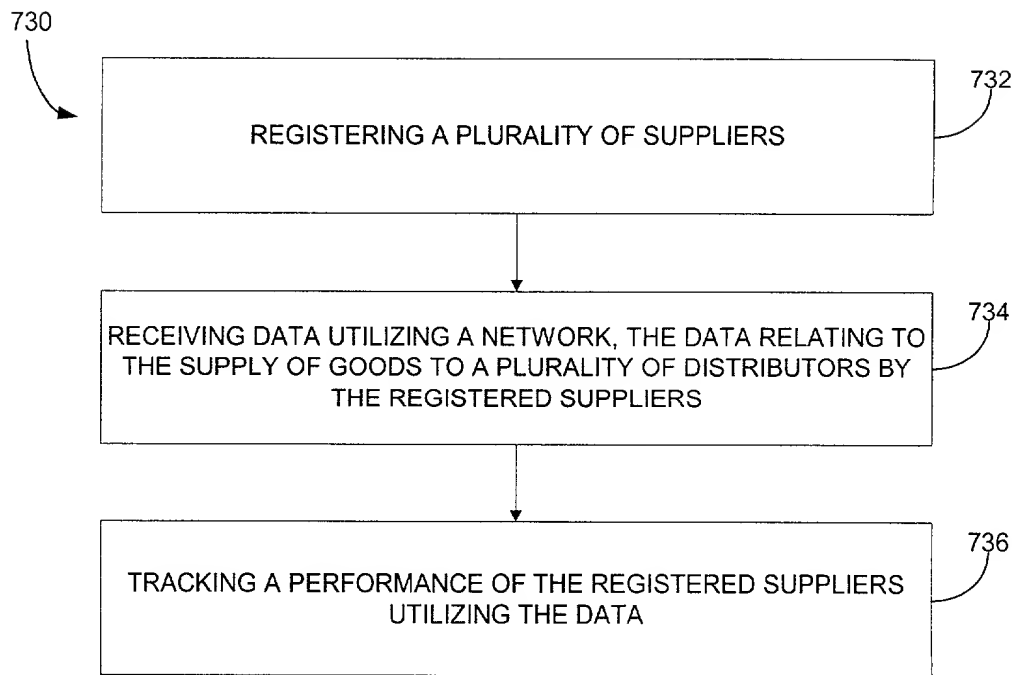 730
732
REGISTERING A PLURALITY OF SUPPLIERS
734
RECEIVING DATA UTILIZING A NETWORK, THE DATA RELATING TO
THE SUPPLY OF GOODS TO A PLURALITY OF DISTRIBUTORS BY
THE REGISTERED SUPPLIERS
736
TRACKING A PERFORMANCE OF THE REGISTERED SUPPLIERS
UTILIZING THE DATA